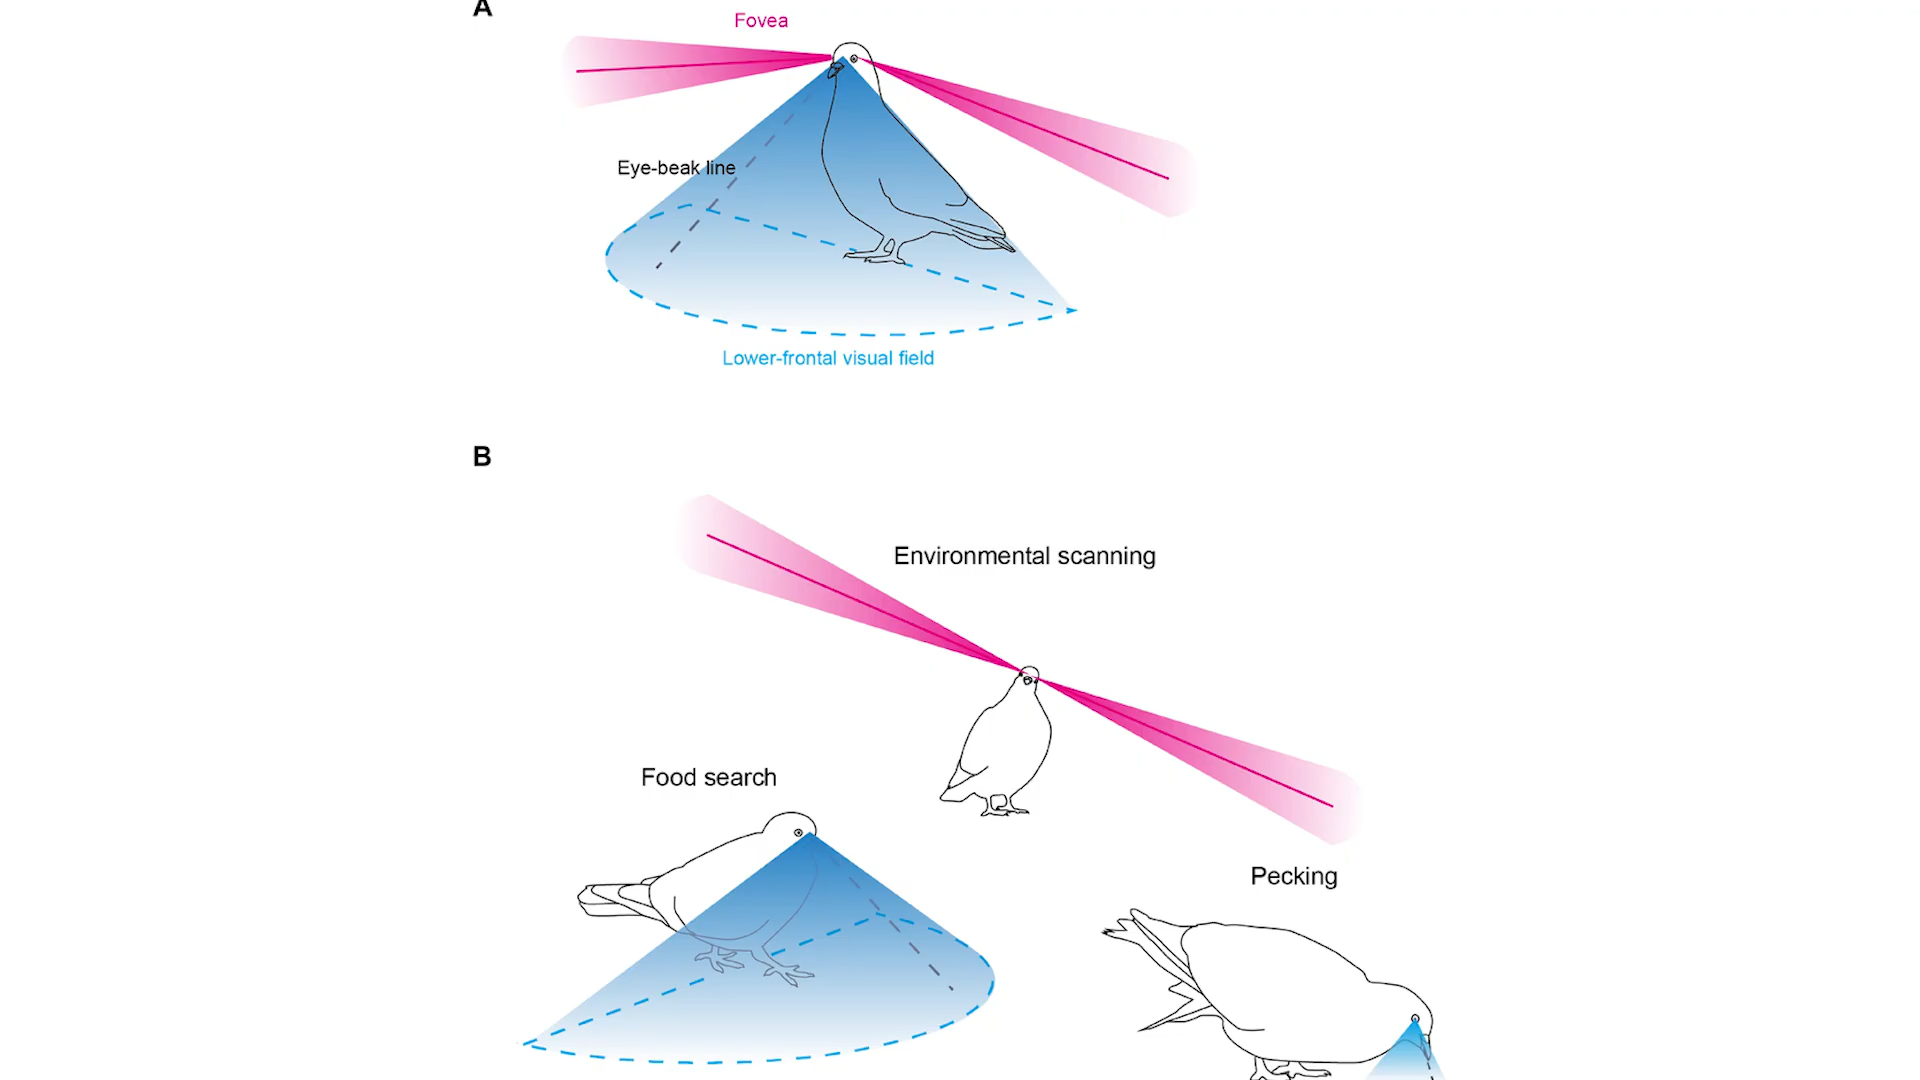 A
Fovea
Eye-beak line
Lower-frontal visual field
B
Environmental scanning
Food search
Pecking